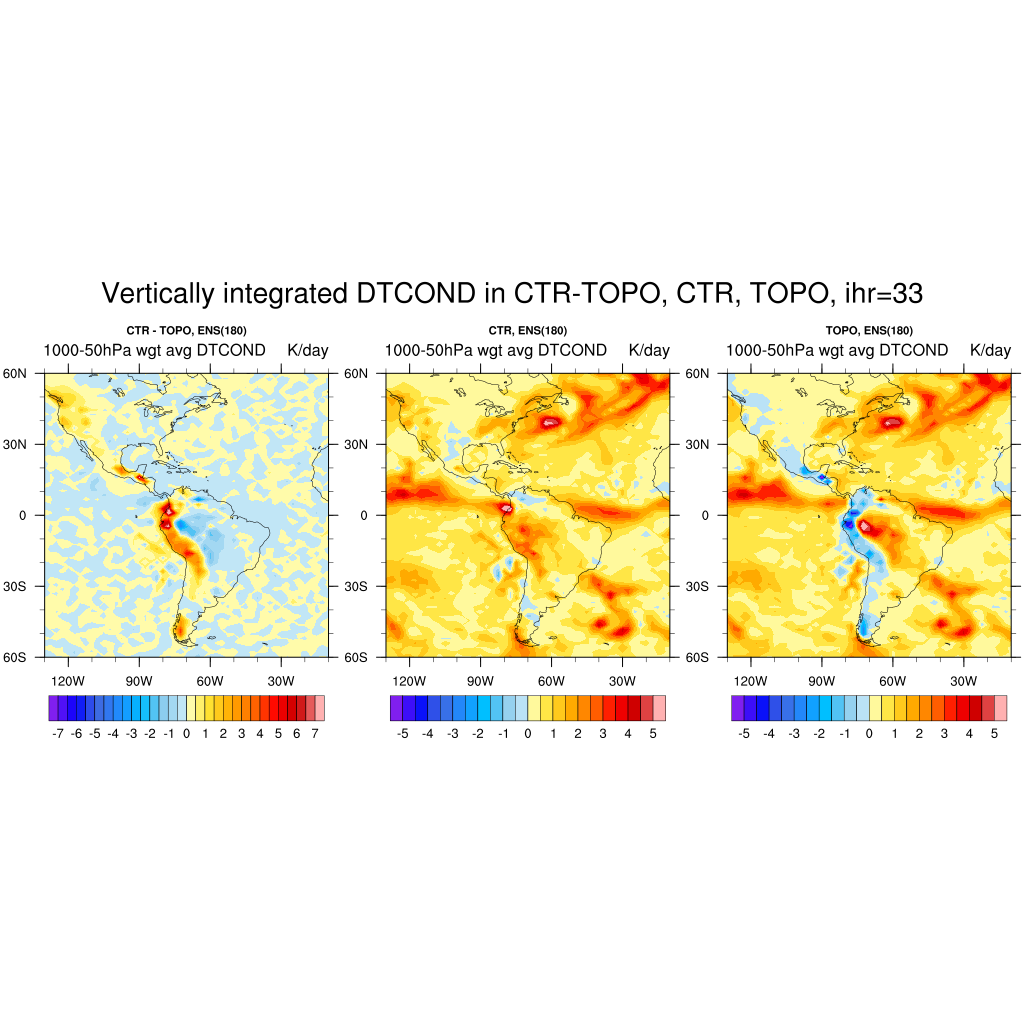 Vertically integrated DTCOND in CTR-TOPO, CTR, TOPO, ihr=33
CTR - TOPO, ENS(180)
1000-50hPa wgt avg DTCOND K/day
60N
30N
0
30S
60S
120W 90W 60W 30W
-7 -6 -5 -4 -3 -2 -1 0 1 2 3 4 5 6 7
CTR, ENS(180)
1000-50hPa wgt avg DTCOND K/day
60N
30N
0
30S
60S
120W 90W 60W 30W
-5 -4 -3 -2 -1 0 1 2 3 4 5
TOPO, ENS(180)
1000-50hPa wgt avg DTCOND K/day
60N
30N
0
30S
60S
120W 90W 60W 30W
-5 -4 -3 -2 -1 0 1 2 3 4 5